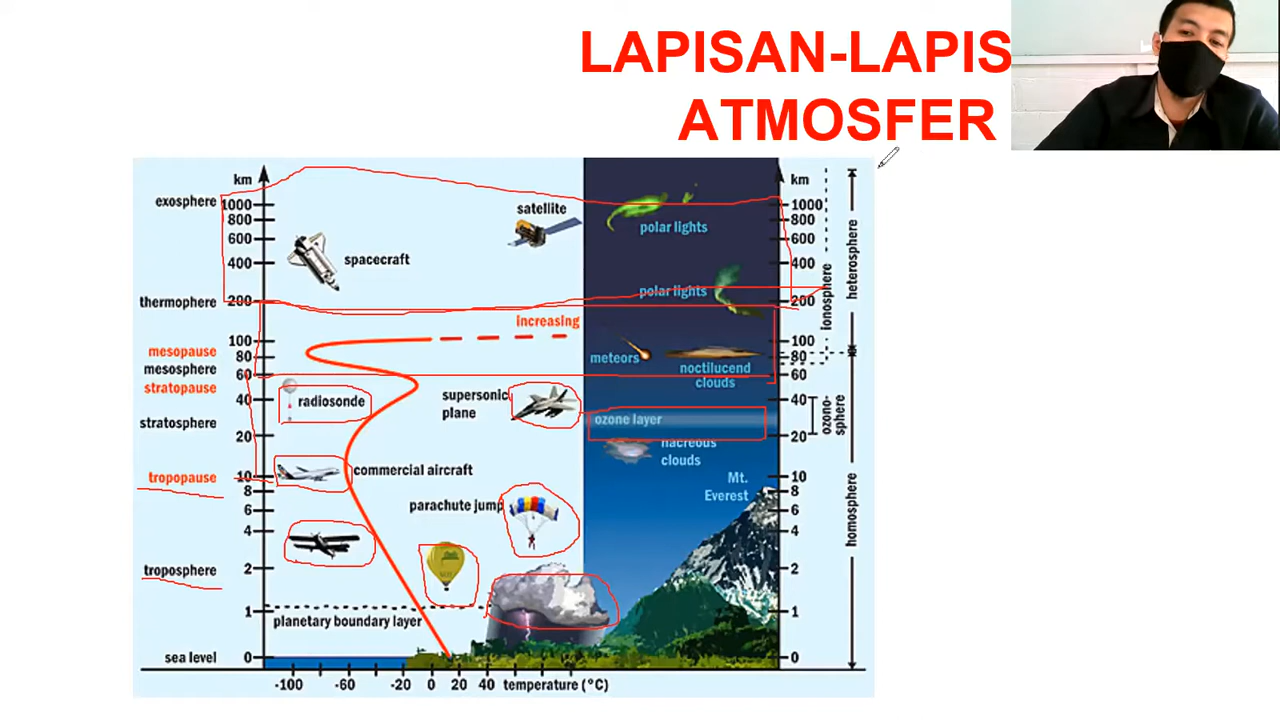 LAPISAN-LAPIS
ATMOSFER
km
km
exosphere
1000
1000
800
800
satellite
polar lights
600
600
spacecraft
400
400
heterosphere
ionosphere
polar lights
thermophere
200
200
increasing
100
100
mesopause
80
80
meteors
mesosphere
60
60
noctilucend
clouds
stratopause
radiosonde
40
40
supersonic
plane
ozone layer
ozono-
sphere
stratosphere
20
20
nacreous
clouds
commercial aircraft
tropopause
10
10
Mt.
Everest
8
8
parachute jump
6
6
homosphere
4
4
troposphere
2
2
1
1
planetary boundary layer
sea level
0
0
-100
-60
-20
0
20
40
temperature (°C)